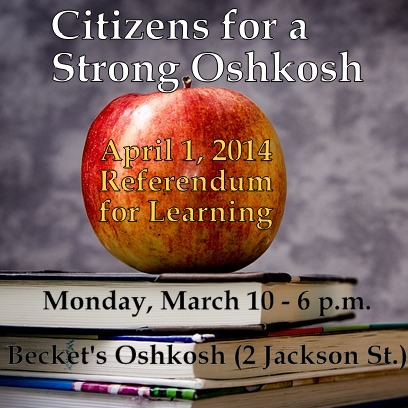 Citizens for a
Strong Oshkosh
April 1, 2014
Referendum
for Learning
Monday, March 10 - 6 p.m.
Becket's Oshkosh (2 Jackson St.)